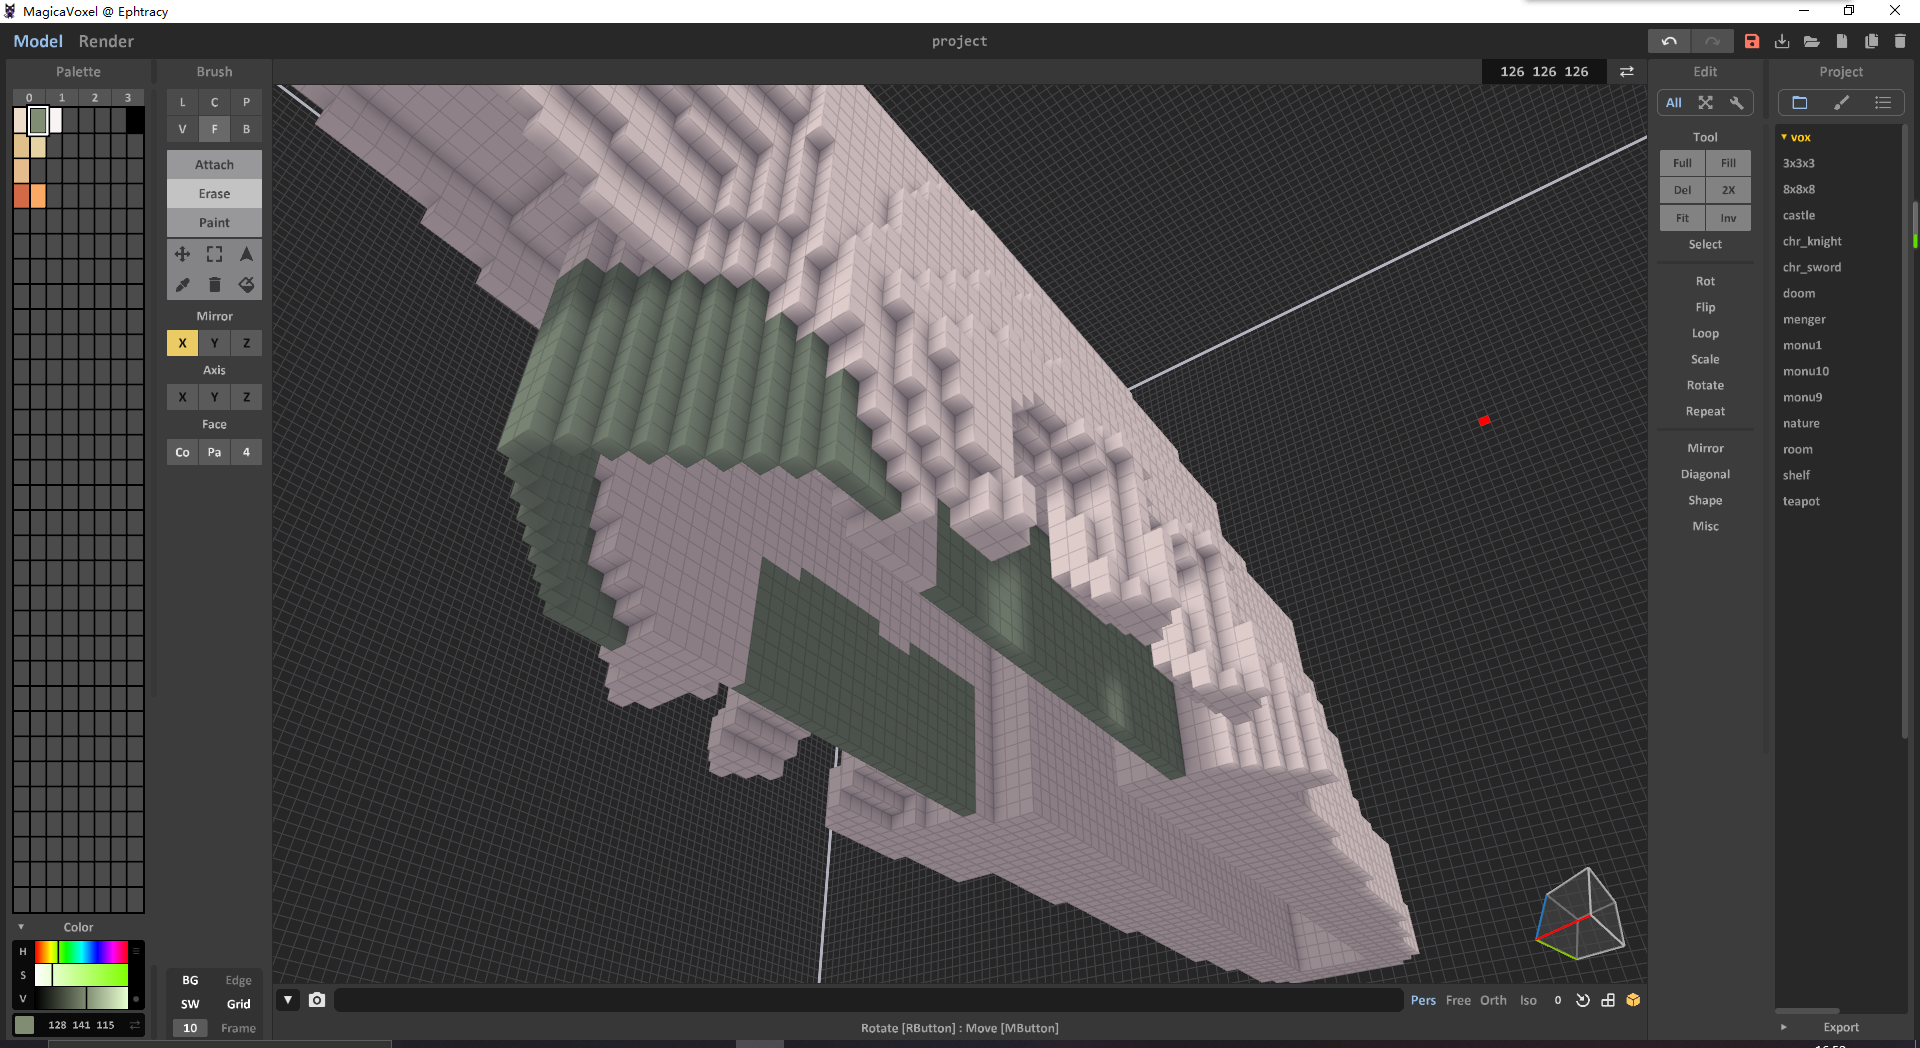 MagicaVoxel @ Ephtracy
Model Render
project
Palette
Brush
126 126 126
Edit
Project
0 1 2 3
L C P
V F B
Attach
Erase
Paint
Mirror
X Y Z
Axis
X Y Z
Face
Co Pa 4
All
Tool
Full Fill
Del 2X
Fit Inv
Select
Rot
Flip
Loop
Scale
Rotate
Repeat
Mirror
Diagonal
Shape
Misc
vox
3x3x3
8x8x8
castle
chr_knight
chr_sword
doom
menger
monu1
monu10
monu9
nature
room
shelf
teapot
Color
H
S
V
128 141 115
BG Edge
SW Grid
10 Frame
Pers Free Orth Iso 0
Rotate [RButton] : Move [MButton]
Export